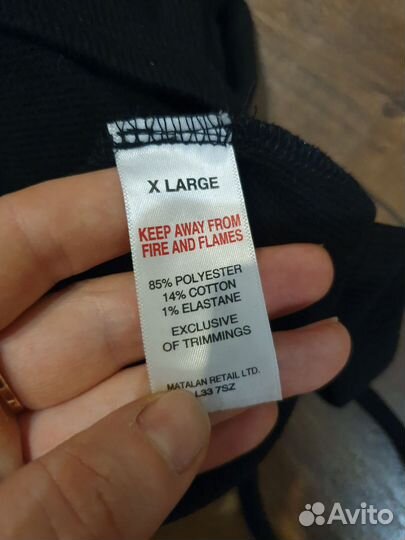 X LARGE
KEEP AWAY FROM
FIRE AND FLAMES
85% POLYESTER
14% COTTON
1% ELASTANE
EXCLUSIVE
OF TRIMMINGS
MATALAN RETAIL LTD.
L33 7SZ
Avito